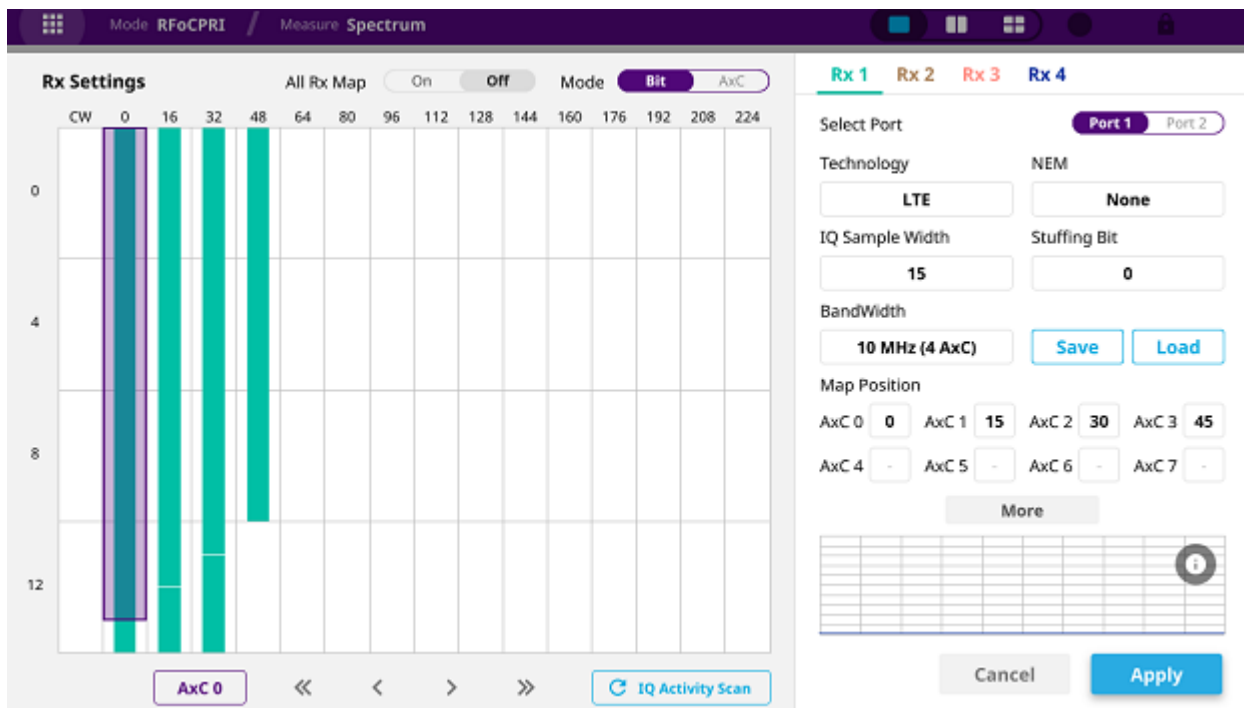 Mode RFoCPRI / Measure Spectrum
Rx Settings All Rx Map On Off Mode Bit AxC
CW 0 16 32 48 64 80 96 112 128 144 160 176 192 208 224
0
4
8
12
AxC 0 « < > » IQ Activity Scan
Rx 1 Rx 2 Rx 3 Rx 4
Select Port Port 1 Port 2
Technology NEM
LTE None
IQ Sample Width Stuffing Bit
15 0
BandWidth
10 MHz (4 AxC) Save Load
Map Position
AxC 0 0 AxC 1 15 AxC 2 30 AxC 3 45
AxC 4 - AxC 5 - AxC 6 - AxC 7 -
More
i
Cancel Apply